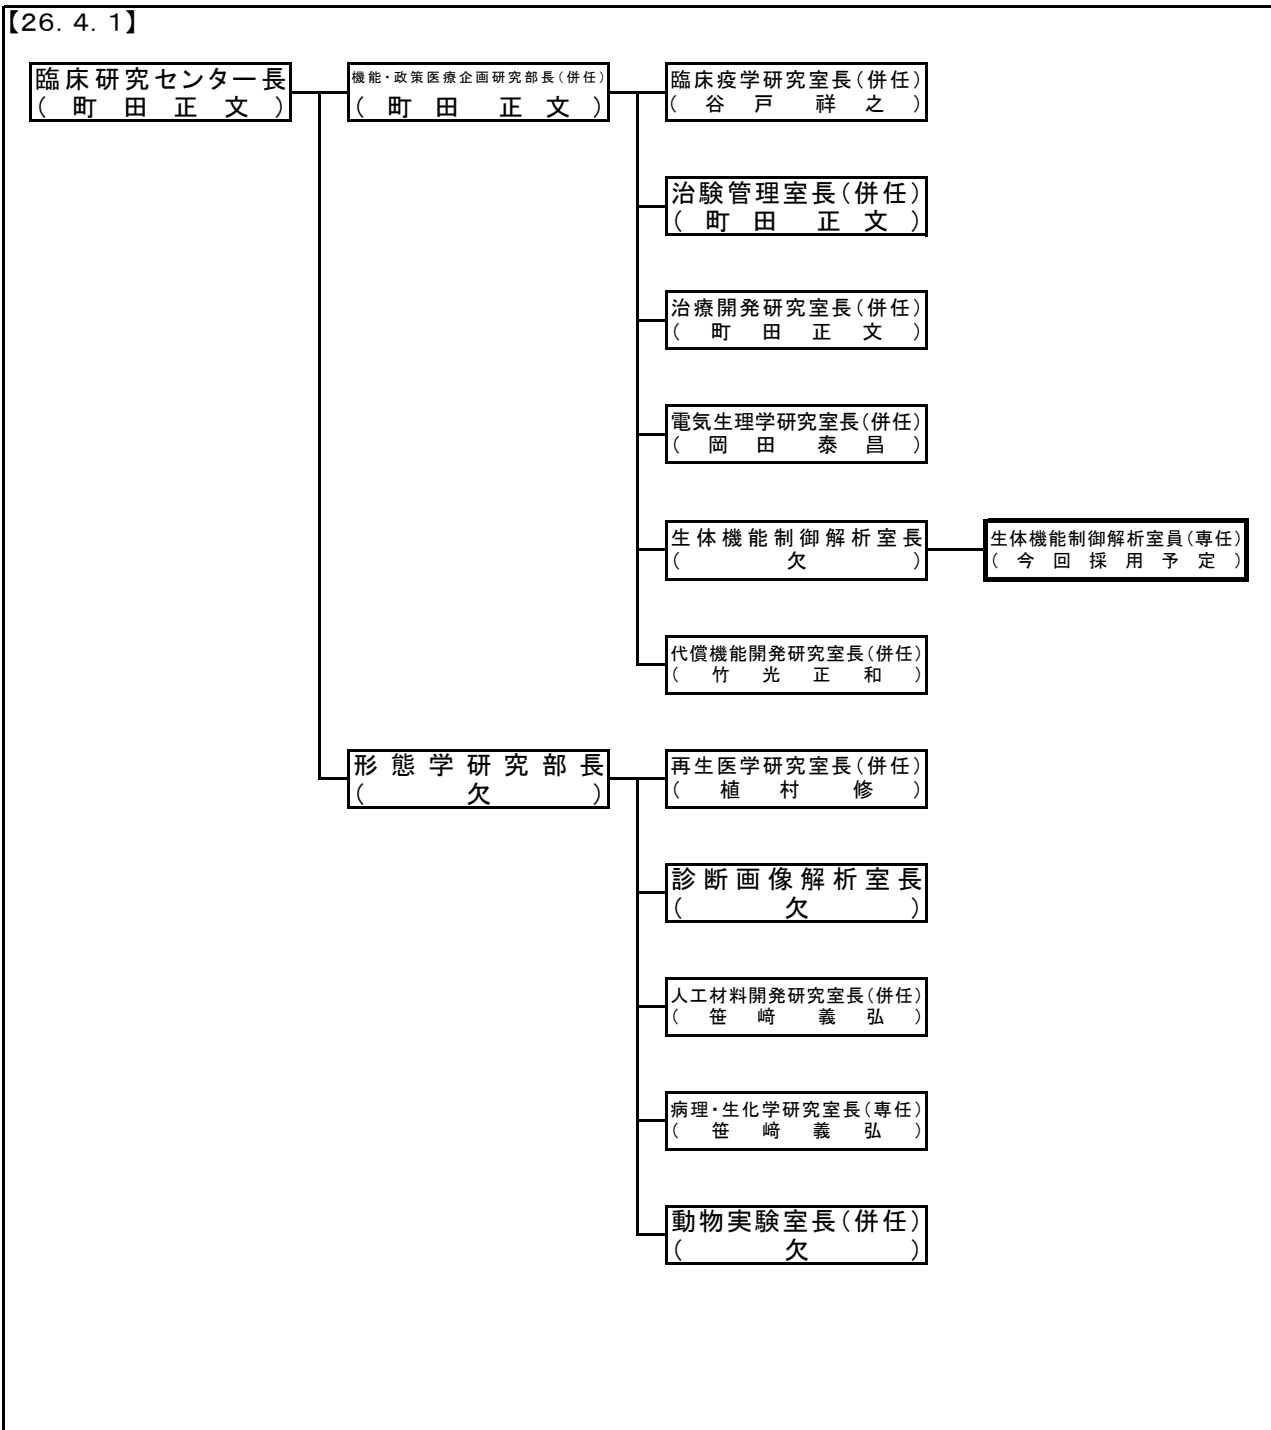 【26．4．1】
臨床研究センター長
（町田正文）
機能・政策医療企画研究部長（併任）
（町田　正文）
臨床疫学研究室長（併任）
（谷戸　祥之）
治験管理室長（併任）
（町田　正文）
治療開発研究室長（併任）
（町田正文）
電気生理学研究室長（併任）
（岡田　泰昌）
生体機能制御解析室長
（欠）
生体機能制御解析室員（専任）
（今回採用予定）
代償機能開発研究室長（併任）
（竹光正和）
形態学研究部長
（欠）
再生医学研究室長（併任）
（植村　修）
診断画像解析室長
（欠）
人工材料開発研究室長（併任）
（笹﨑　義弘）
病理・生化学研究室長（専任）
（笹﨑義弘）
動物実験室長（併任）
（欠）